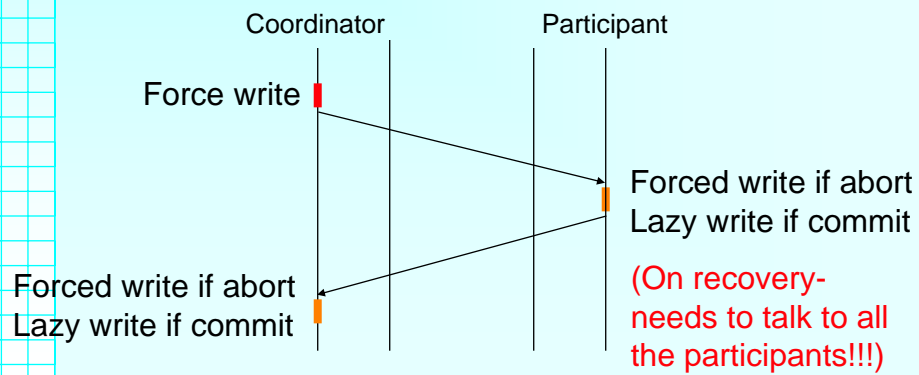 Coordinator
Participant
Force write
Forced write if abort
Lazy write if commit
Forced write if abort
Lazy write if commit
(On recovery-
needs to talk to all
the participants!!!)